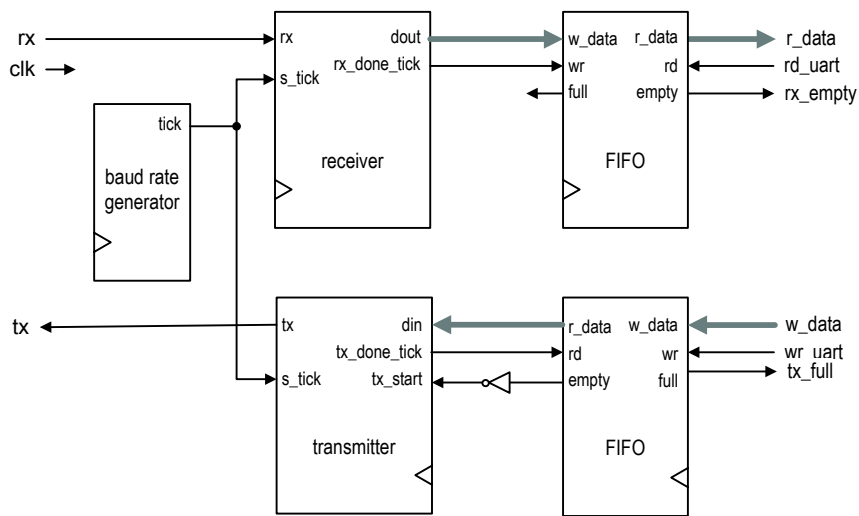 rx
clk
rx
s_tick
dout
rx_done_tick
receiver
w_data
wr
full
r_data
rd
empty
FIFO
r_data
rd_uart
rx_empty
tick
baud rate
generator
tx
tx
s_tick
din
tx_done_tick
tx_start
transmitter
r_data
rd
empty
w_data
wr
full
FIFO
w_data
wr_uart
tx_full